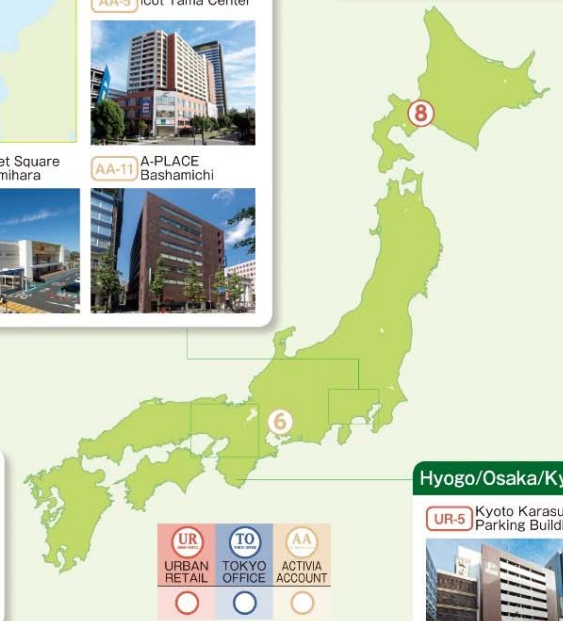 AA-5 icot Tama Center
et Square
mihara
AA-11 A-PLACE
Bashamichi
8
6
Hyogo/Osaka/Ky
UR-5 Kyoto Karasu
Parking Buildi
UR TO AA
URBAN RETAIL
TOKYO OFFICE
ACTIVIA ACCOUNT